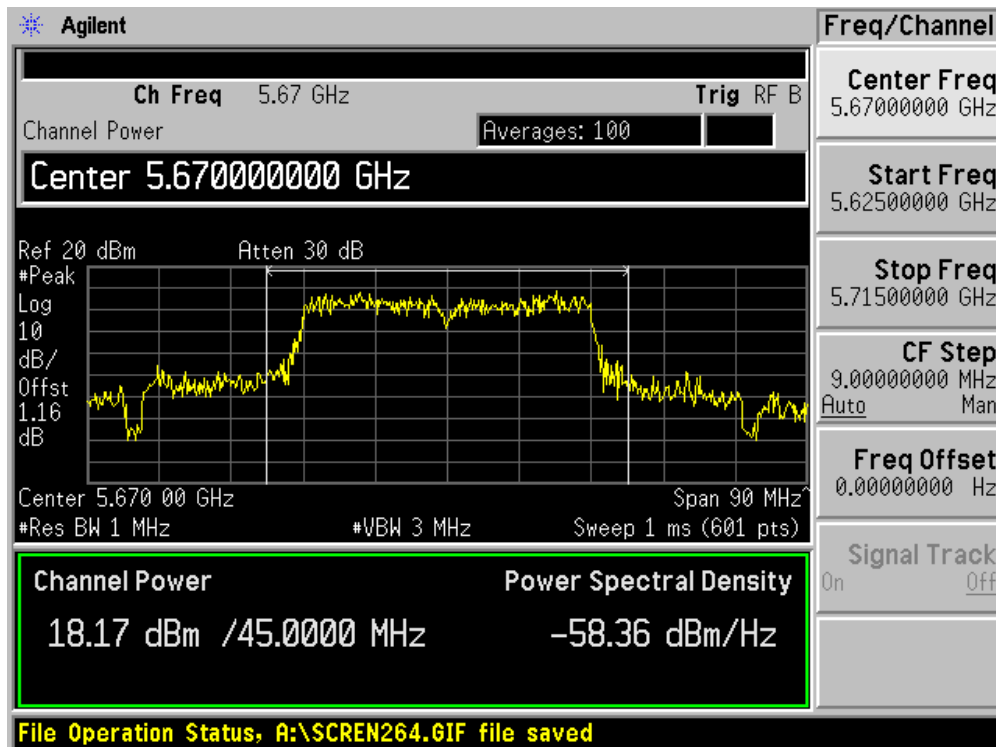 Agilent
Freq/Channel
Ch Freq 5.67 GHz
Trig RF B
Channel Power
Averages: 100
Center 5.670000000 GHz
Ref 20 dBm
Atten 30 dB
#Peak
Log
10
dB/
Offst
1.16
dB
Center 5.670 00 GHz
Span 90 MHz^
#Res BW 1 MHz
#VBW 3 MHz
Sweep 1 ms (601 pts)
Channel Power
Power Spectral Density
18.17 dBm /45.0000 MHz
-58.36 dBm/Hz
Center Freq
5.67000000 GHz
Start Freq
5.62500000 GHz
Stop Freq
5.71500000 GHz
CF Step
9.00000000 MHz
Auto Man
Freq Offset
0.00000000 Hz
Signal Track
On Off
File Operation Status, A:\SCREN264.GIF file saved